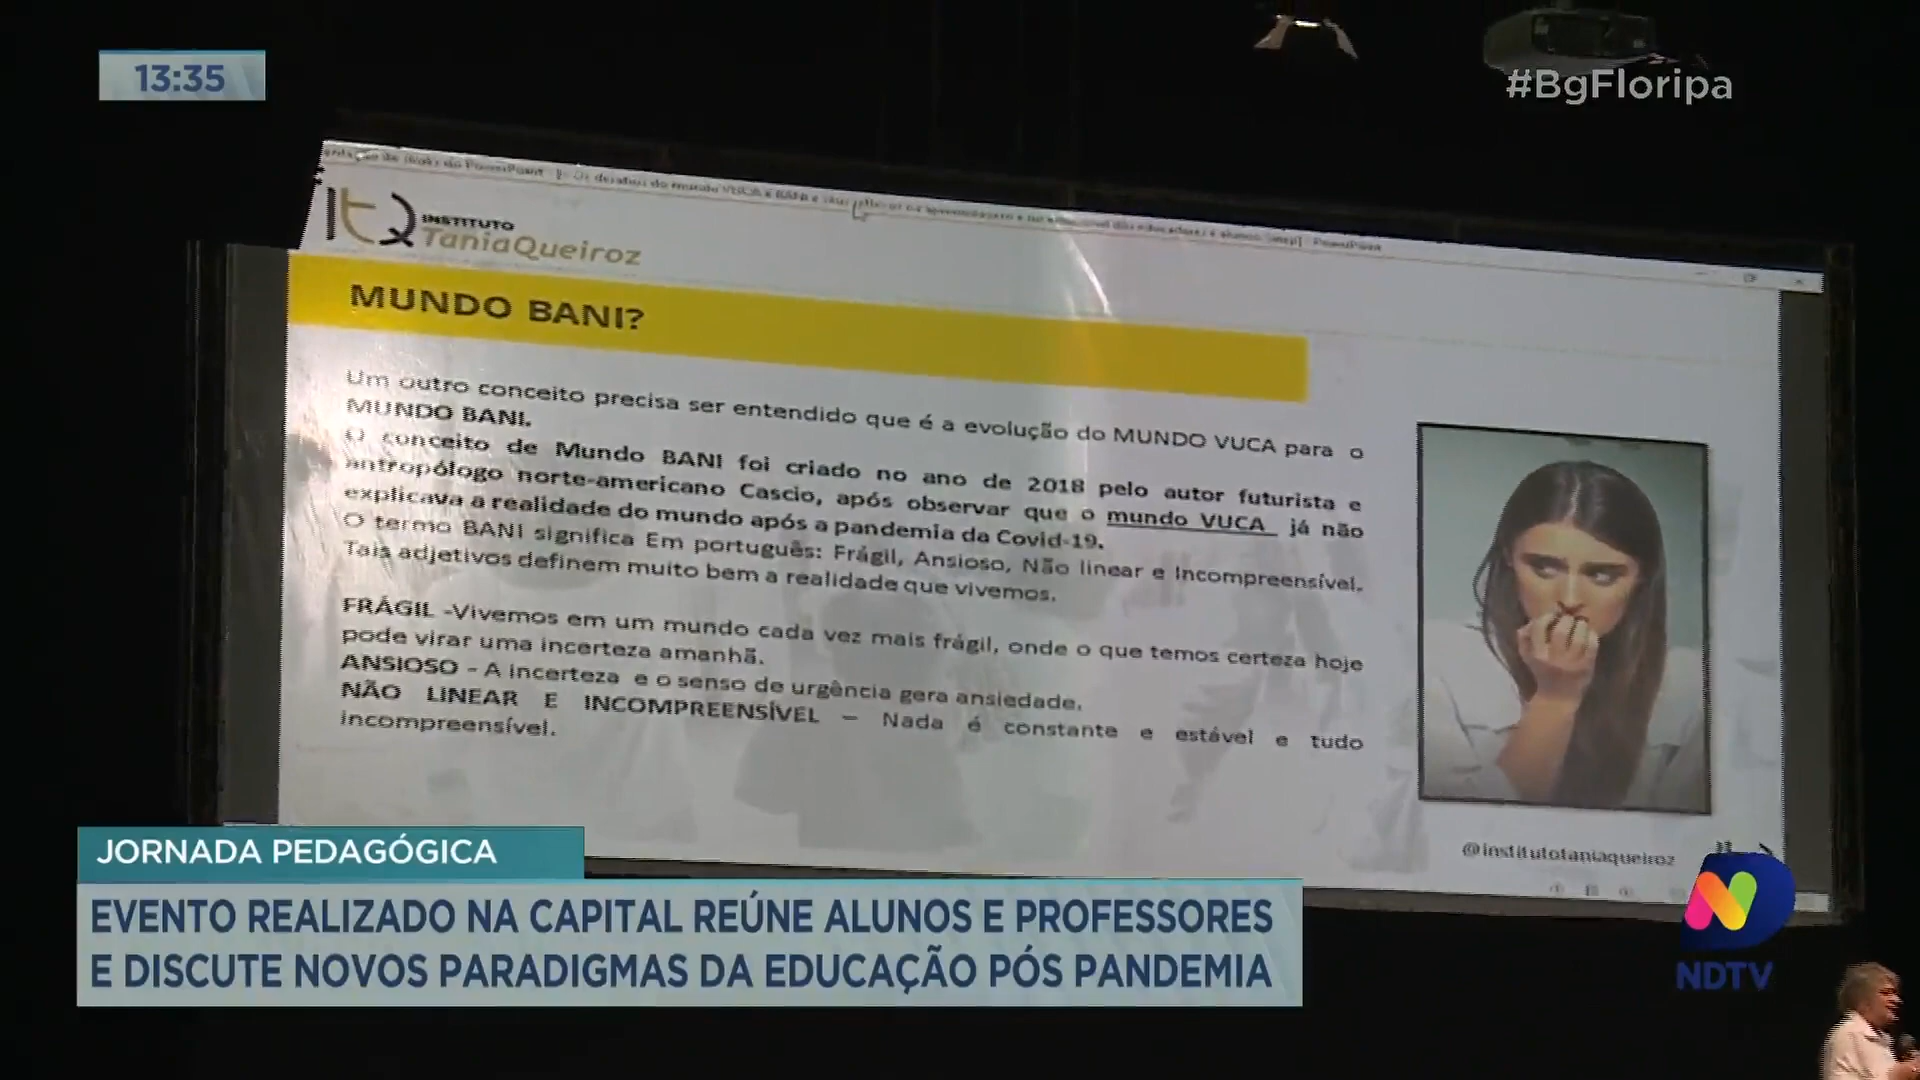 13:35
#BgFloripa
ITQ INSTITUTO
TaniaQueiroz
MUNDO BANI?
Um outro conceito precisa ser entendido que é a evolução do MUNDO VUCA para o
MUNDO BANI.
O conceito de Mundo BANI foi criado no ano de 2018 pelo autor futurista e
antropólogo norte-americano Cascio, após observar que o mundo VUCA já não
explicava a realidade do mundo após a pandemia da Covid-19.
O termo BANI significa Em português: Frágil, Ansioso, Não linear e Incompreensível.
Tais adjetivos definem muito bem a realidade que vivemos.
FRÁGIL -Vivemos em um mundo cada vez mais frágil, onde o que temos certeza hoje
pode virar uma incerteza amanhã.
ANSIOSO - A incerteza e o senso de urgência gera ansiedade.
NÃO LINEAR E INCOMPREENSÍVEL - Nada é constante e estável e tudo
incompreensível.
@institutotaniaqueiroz
JORNADA PEDAGÓGICA
EVENTO REALIZADO NA CAPITAL REÚNE ALUNOS E PROFESSORES
E DISCUTE NOVOS PARADIGMAS DA EDUCAÇÃO PÓS PANDEMIA
NDTV